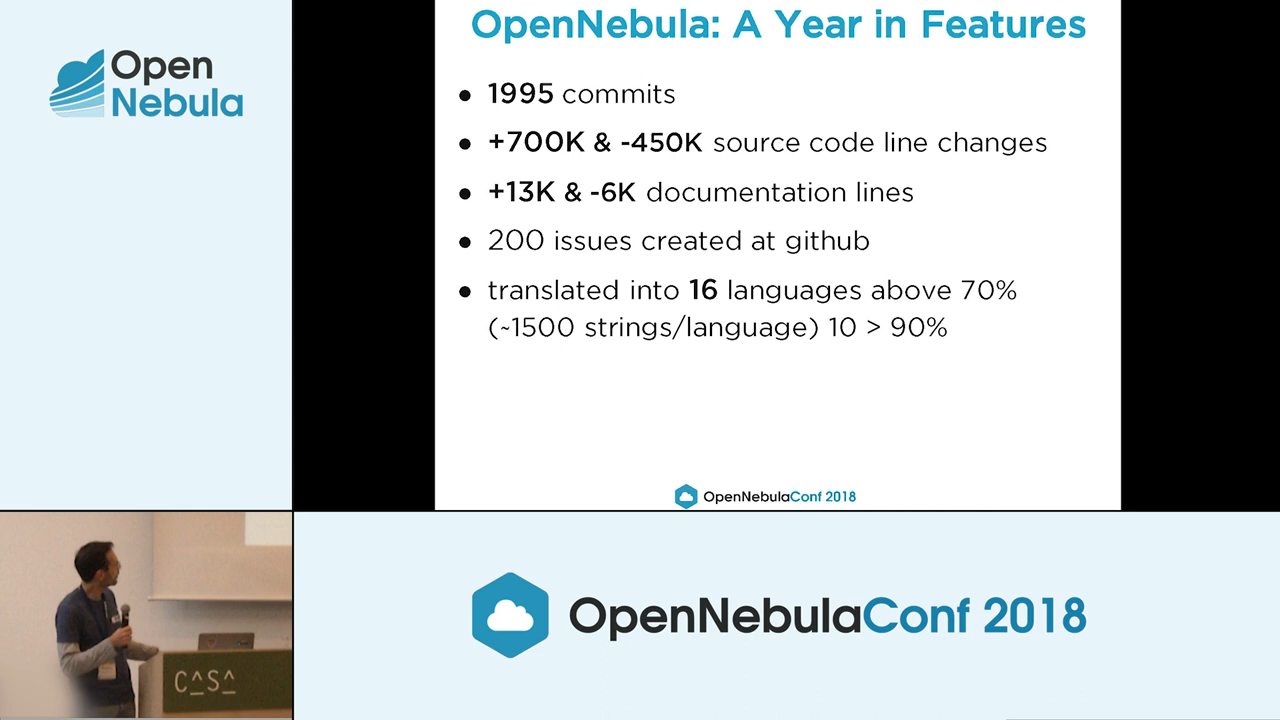 Open
Nebula
OpenNebula: A Year in Features
● 1995 commits
● +700K & -450K source code line changes
● +13K & -6K documentation lines
● 200 issues created at github
● translated into 16 languages above 70%
(~1500 strings/language) 10 > 90%
OpenNebulaConf 2018
C^S^
OpenNebulaConf 2018